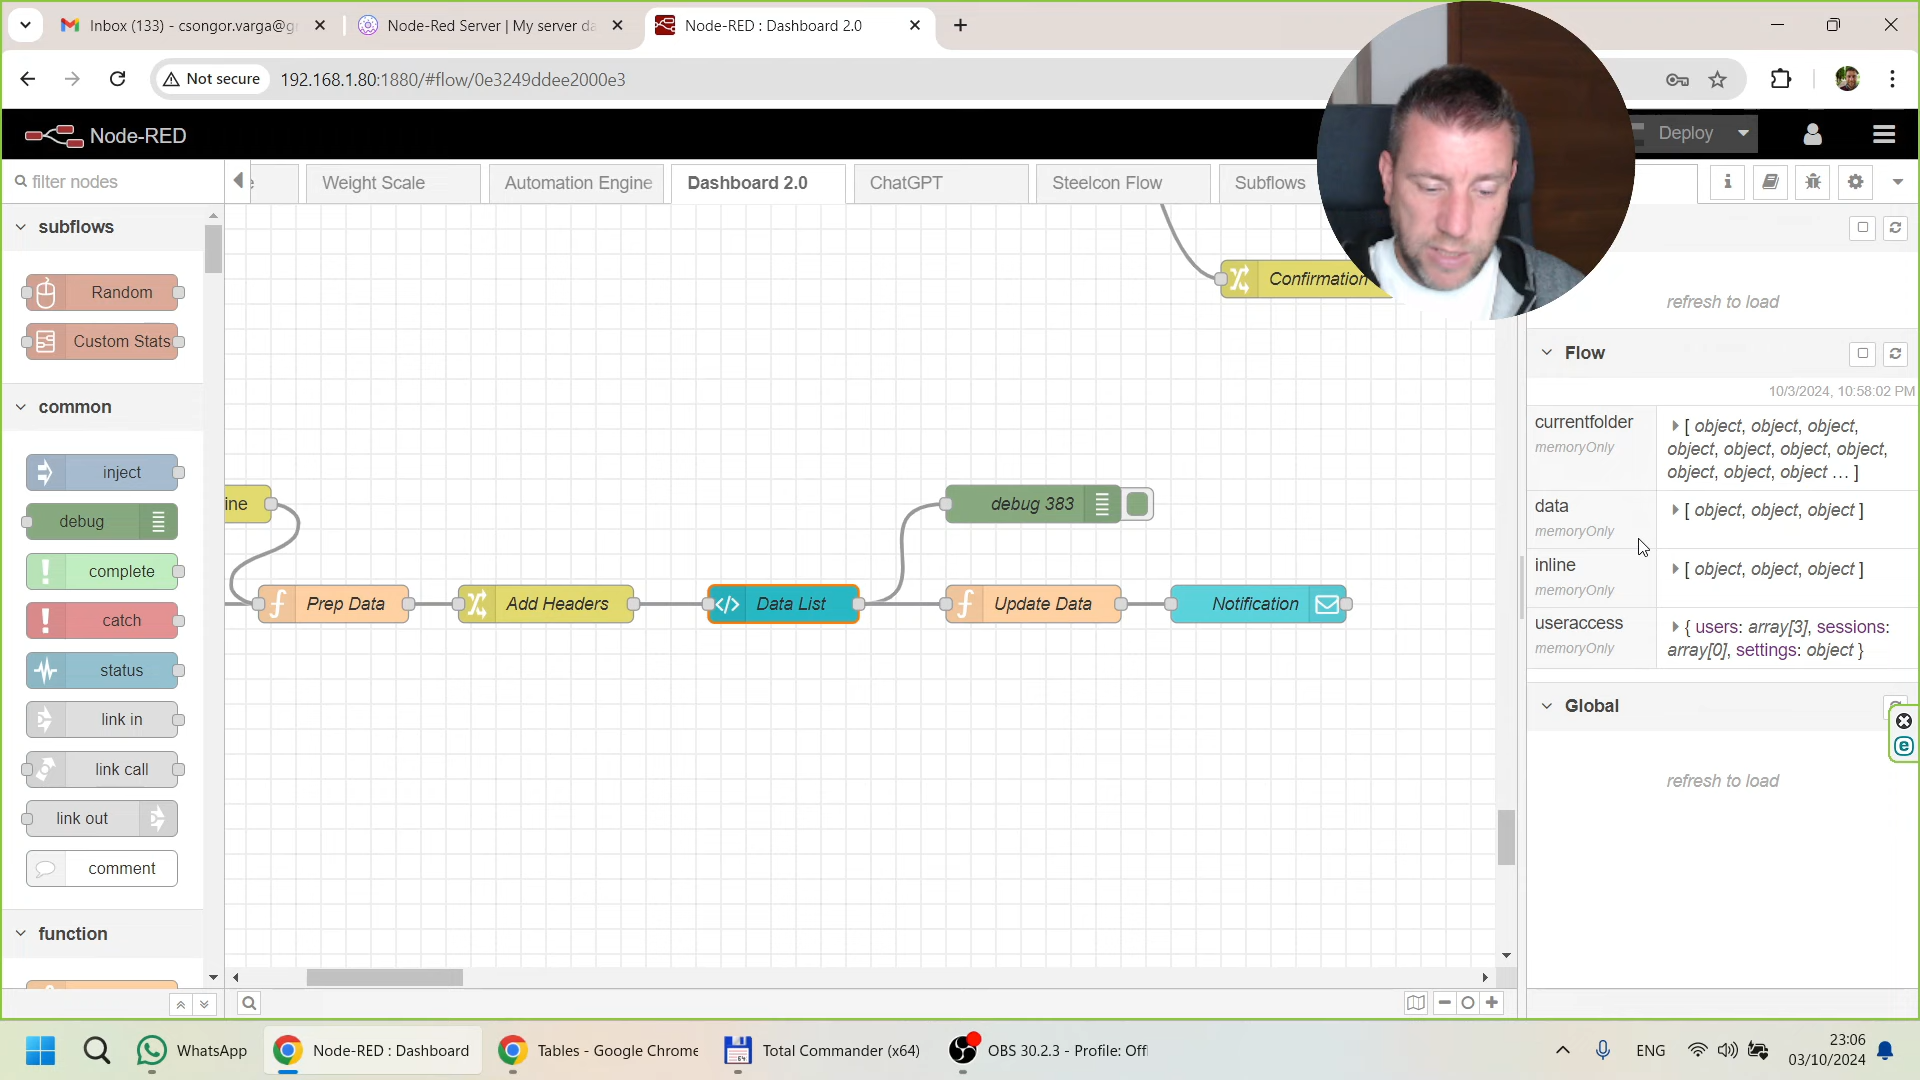 Inbox (133) - csongor.varga@g
Node-Red Server | My server da
Node-RED : Dashboard 2.0
Not secure
192.168.1.80:1880/#flow/0e3249ddee2000e3
Node-RED
Deploy
filter nodes
e
Weight Scale
Automation Engine
Dashboard 2.0
ChatGPT
Steelcon Flow
Subflows
subflows
Random
Custom Stats
common
inject
debug
complete
catch
status
link in
link call
link out
comment
function
Confirmation
ine
debug 383
Prep Data
Add Headers
Data List
Update Data
Notification
refresh to load
Flow
10/3/2024, 10:58:02 PM
currentfolder
memoryOnly
[ object, object, object,
object, object, object, object,
object, object, object ... ]
data
memoryOnly
[ object, object, object ]
inline
memoryOnly
[ object, object, object ]
useraccess
memoryOnly
{ users: array[3], sessions:
array[0], settings: object }
Global
refresh to load
WhatsApp
Node-RED : Dashboard
Tables - Google Chrome
Total Commander (x64)
OBS 30.2.3 - Profile: Off
ENG
23:06
03/10/2024